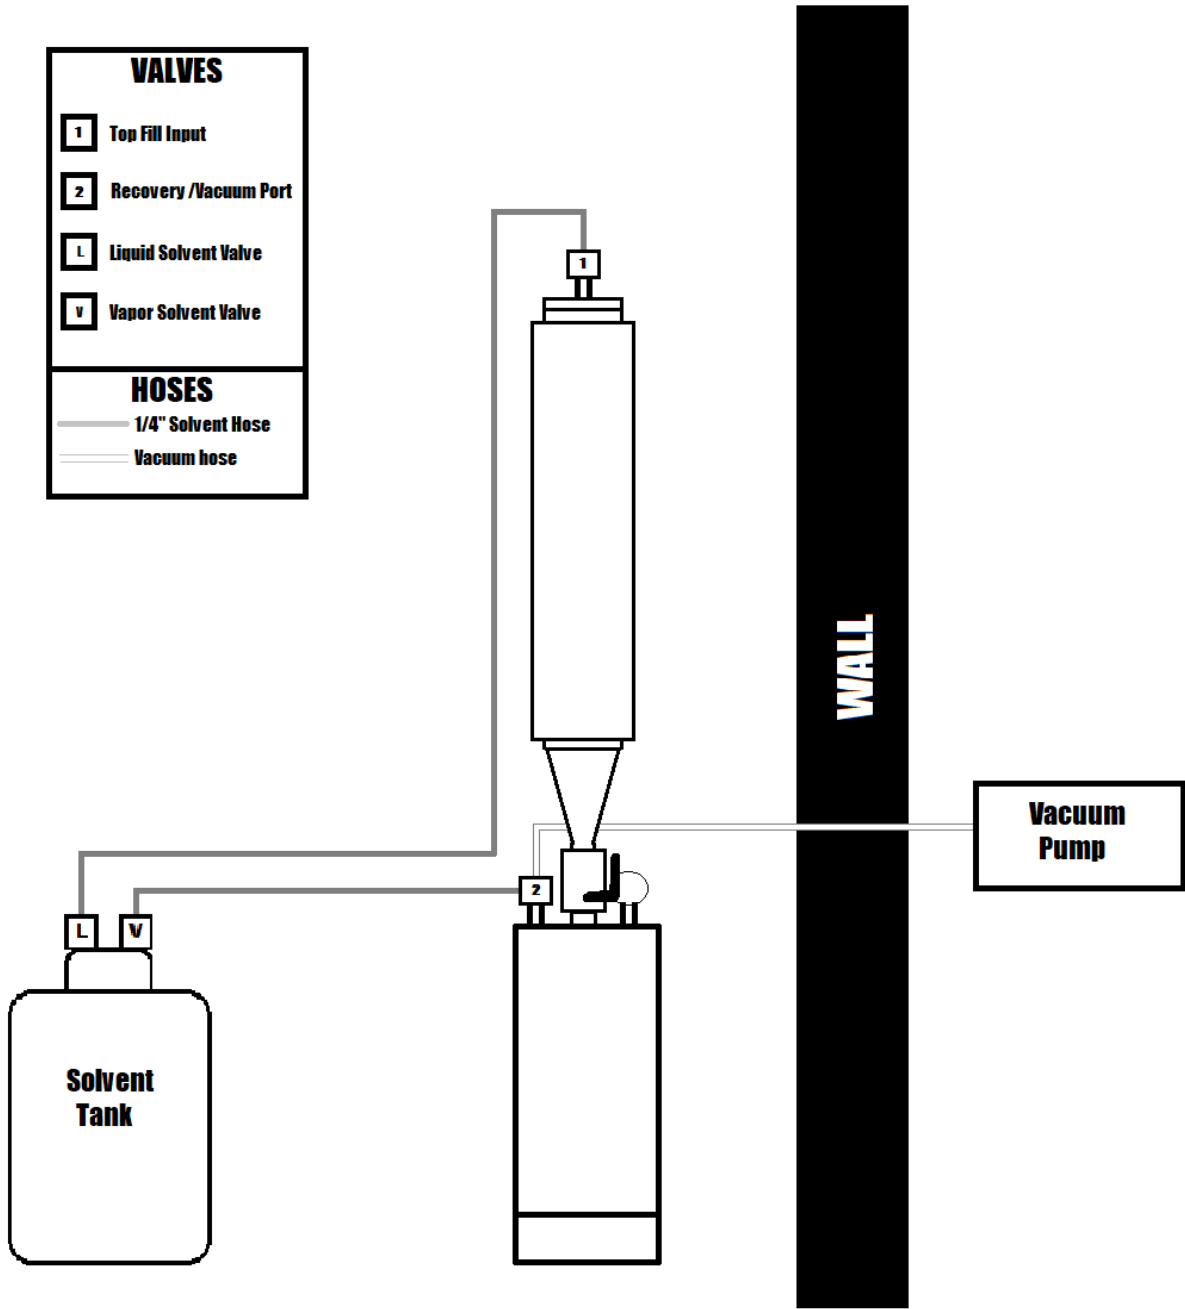 VALVES
1 Top Fill Input
2 Recovery /Vacuum Port
L Liquid Solvent Valve
V Vapor Solvent Valve
HOSES
1/4" Solvent Hose
Vacuum hose
1
WALL
Vacuum
Pump
2
L V
Solvent
Tank